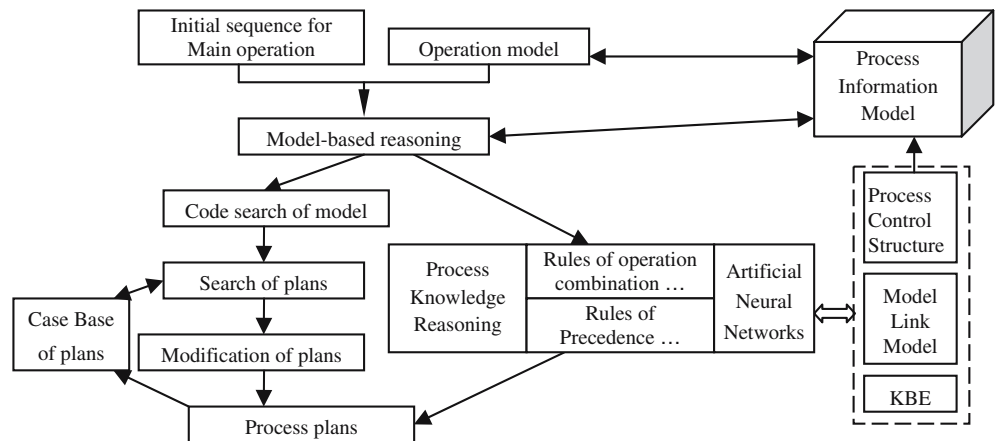 Initial sequence for
Main operation
Operation model
Process
Information
Model
Model-based reasoning
Code search of model
Process
Control
Structure
Search of plans
Process
Knowledge
Reasoning
Rules of operation
combination …
Rules of
Precedence …
Artificial
Neural
Networks
Case Base
of plans
Modification of plans
Model
Link
Model
KBE
Process plans